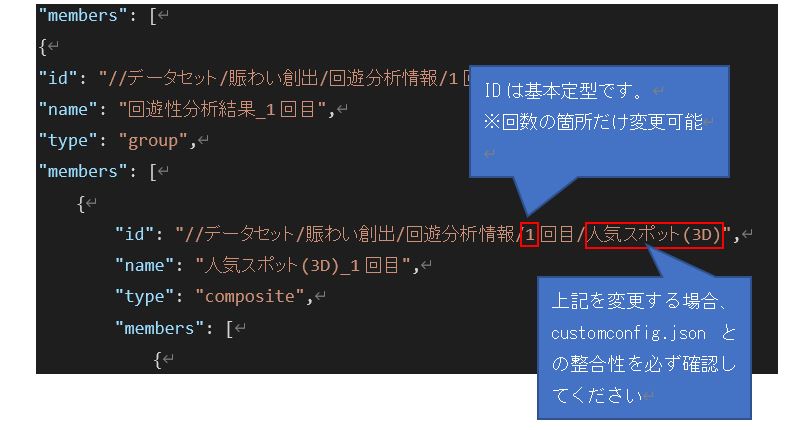 "members": [↵
{↵
"id": "//データセット/賑わい創出/回遊分析情報/1回
"name": "回遊性分析結果_1回目",↵
"type": "group",↵
"members": [↵
{↵
"id": "//データセット/賑わい創出/回遊分析情報/1回目/人気スポット(3D)",↵
"name": "人気スポット(3D)_1回目",↵
"type": "composite",↵
"members": [↵
{↵
IDは基本定型です。↵
※回数の箇所だけ変更可能↵
↵
上記を変更する場合、
customconfig.json と
の整合性を必ず確認し
てください↵